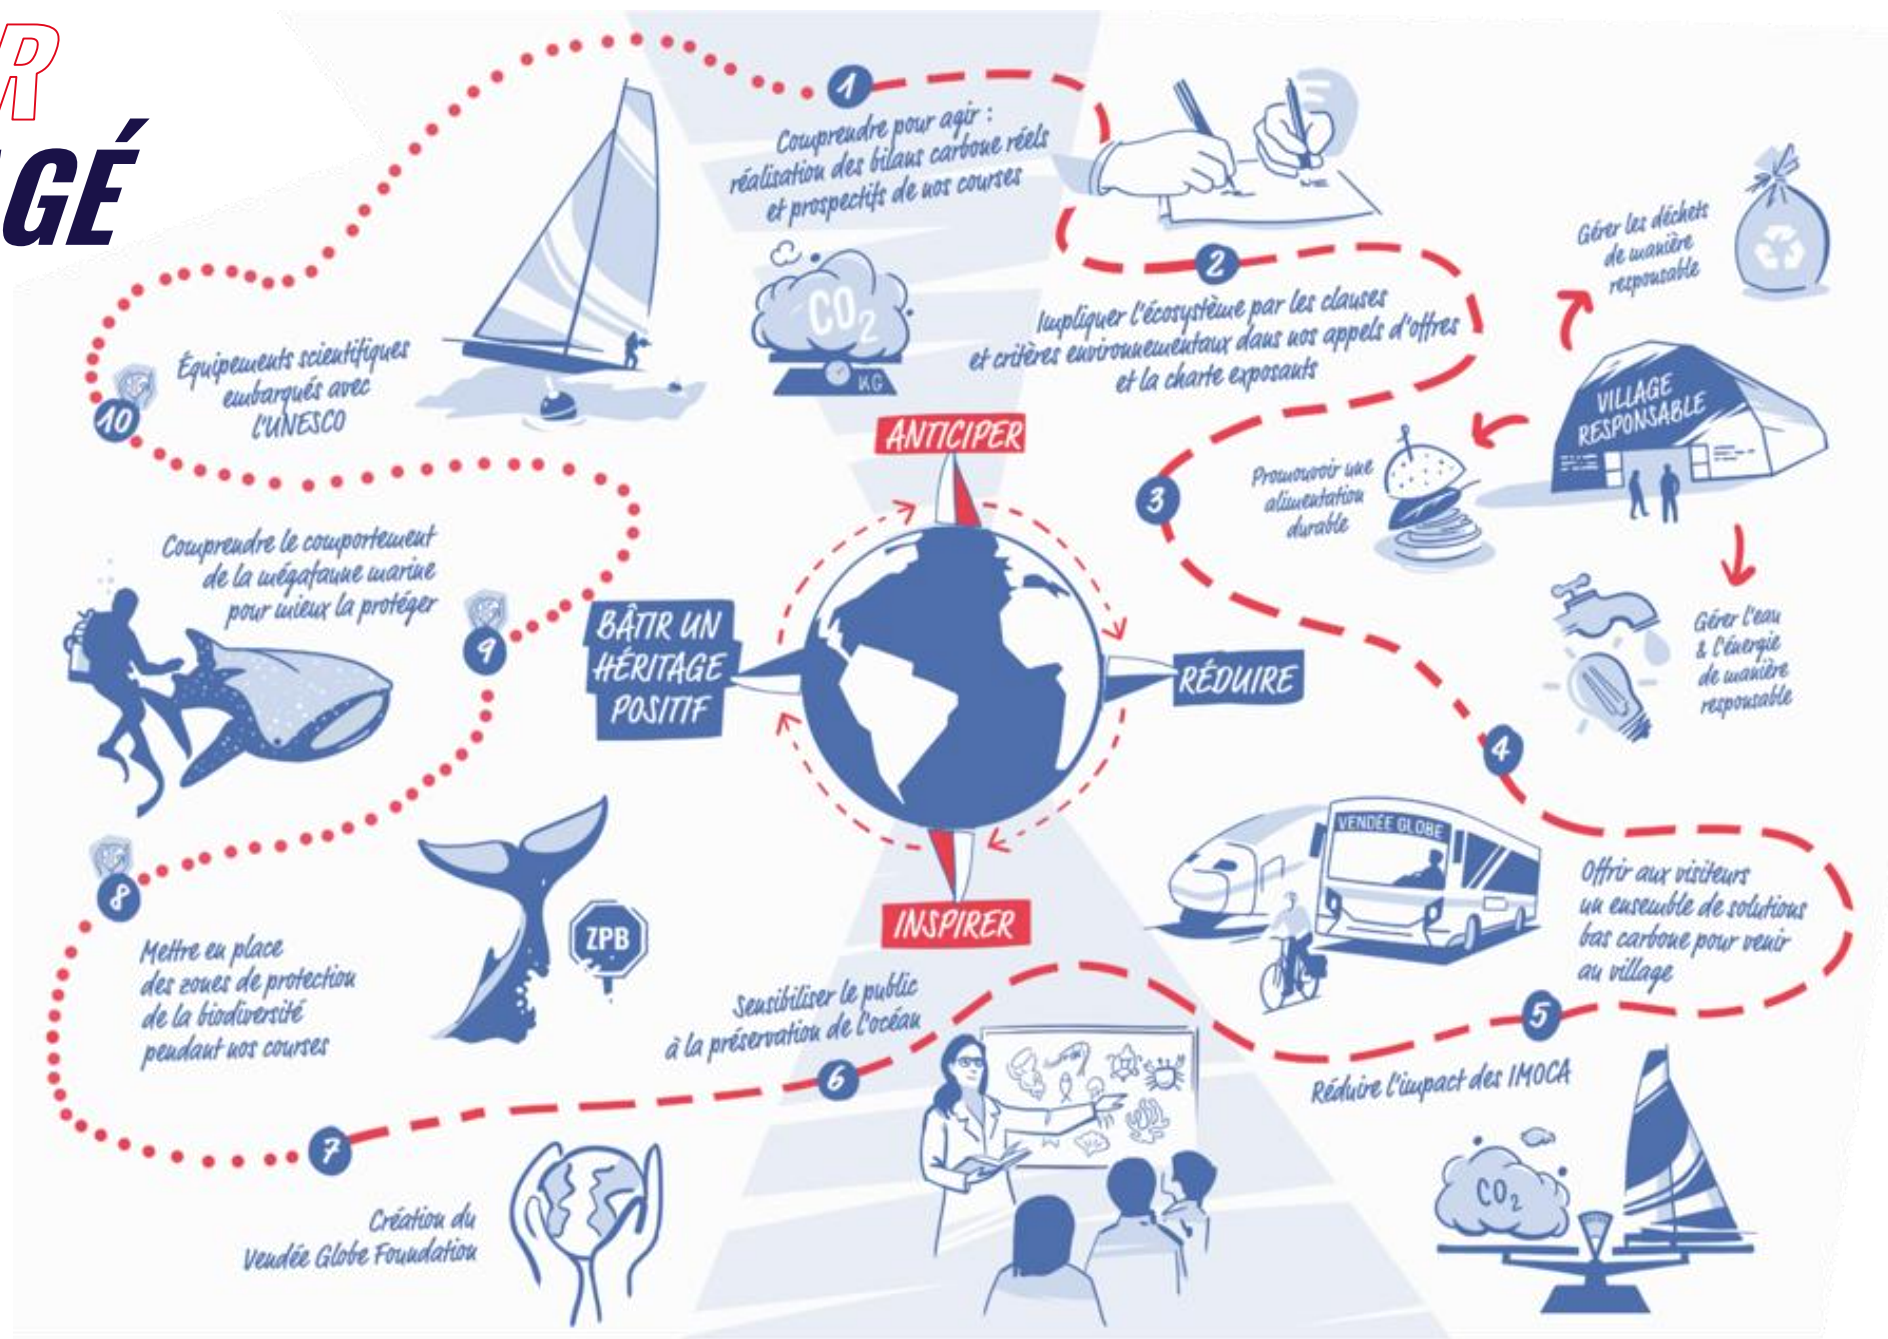 R
GÉ
1
Comprendre pour agir :
réalisation des bilans carbone réels
et prospectifs de nos courses
CO2
KG
2
Impliquer l'écosystème par les clauses
et critères environnementaux dans nos appels d'offres
et la charte exposants
Gérer les déchets
de manière
responsable
VILLAGE
RESPONSABLE
3
Promouvoir une
alimentation
durable
Gérer l'eau
& l'énergie
de manière
responsable
4
VENDÉE GLOBE
Offrir aux visiteurs
un ensemble de solutions
bas carbone pour venir
au village
5
Réduire l'impact des IMOCA
CO2
6
Sensibiliser le public
à la préservation de l'océan
7
Création du
Vendée Globe Foundation
8
Mettre en place
des zones de protection
de la biodiversité
pendant nos courses
ZPB
9
Comprendre le comportement
de la mégafaune marine
pour mieux la protéger
10
Équipements scientifiques
embarqués avec
l'UNESCO
ANTICIPER
RÉDUIRE
INSPIRER
BÂTIR UN
HÉRITAGE
POSITIF